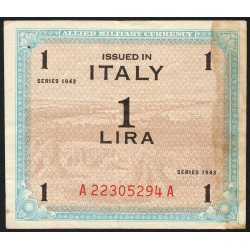 ALLIED MILITARY CURRENCY
1 ISSUED IN 1
ITALY
SERIES 1943
1
LIRA
SERIES 1943
1 1
A 22305294 A